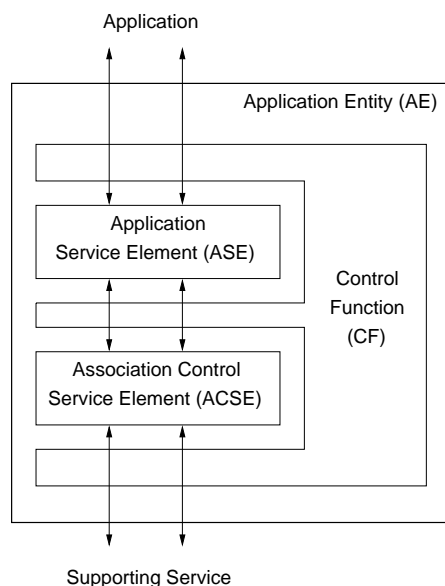 Application
Application Entity (AE)
Application
Service Element (ASE)
Control
Function
(CF)
Association Control
Service Element (ACSE)
Supporting Service